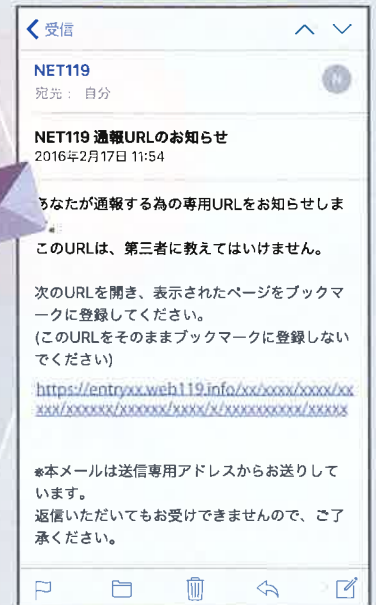 受信
NET119
宛先： 自分
N
NET119 通報URLのお知らせ
2016年2月17日 11:54
あなたが通報する為の専用URLをお知らせしま
このURLは、第三者に教えてはいけません。
次のURLを開き、表示されたページをブックマ
ークに登録してください。
(このURLをそのままブックマークに登録しない
でください)
https://entryxx.web119.info/xx/xxxx/xxxx/xx
xxx/xxxxxx/xxxxxx/xxxx/x/xxxxxxxxxx/xxxxx
※本メールは送信専用アドレスからお送りして
います。
返信いただいてもお受けできませんので、ご了
承ください。